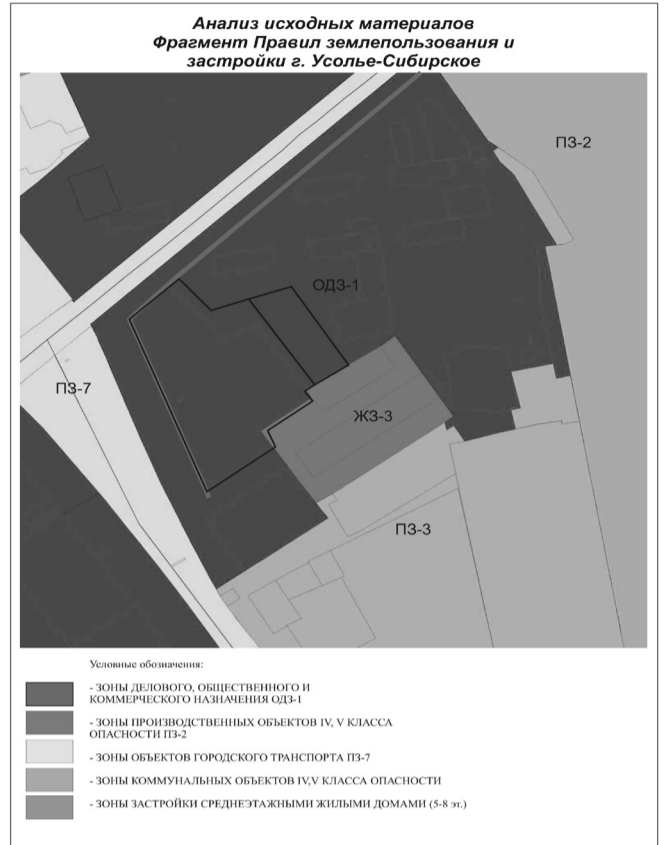 Анализ исходных материалов
Фрагмент Правил землепользования и
застройки г. Усолье-Сибирское
ПЗ-2
ОДЗ-1
ПЗ-7
ЖЗ-3
ПЗ-3
Условные обозначения:
- ЗОНЫ ДЕЛОВОГО, ОБЩЕСТВЕННОГО И
КОММЕРЧЕСКОГО НАЗНАЧЕНИЯ ОДЗ-1
- ЗОНЫ ПРОИЗВОДСТВЕННЫХ ОБЪЕКТОВ IV, V КЛАССА
ОПАСНОСТИ ПЗ-2
- ЗОНЫ ОБЪЕКТОВ ГОРОДСКОГО ТРАНСПОРТА ПЗ-7
- ЗОНЫ КОММУНАЛЬНЫХ ОБЪЕКТОВ IV,V КЛАССА ОПАСНОСТИ
- ЗОНЫ ЗАСТРОЙКИ СРЕДНЕЭТАЖНЫМИ ЖИЛЫМИ ДОМАМИ (5-8 эт.)